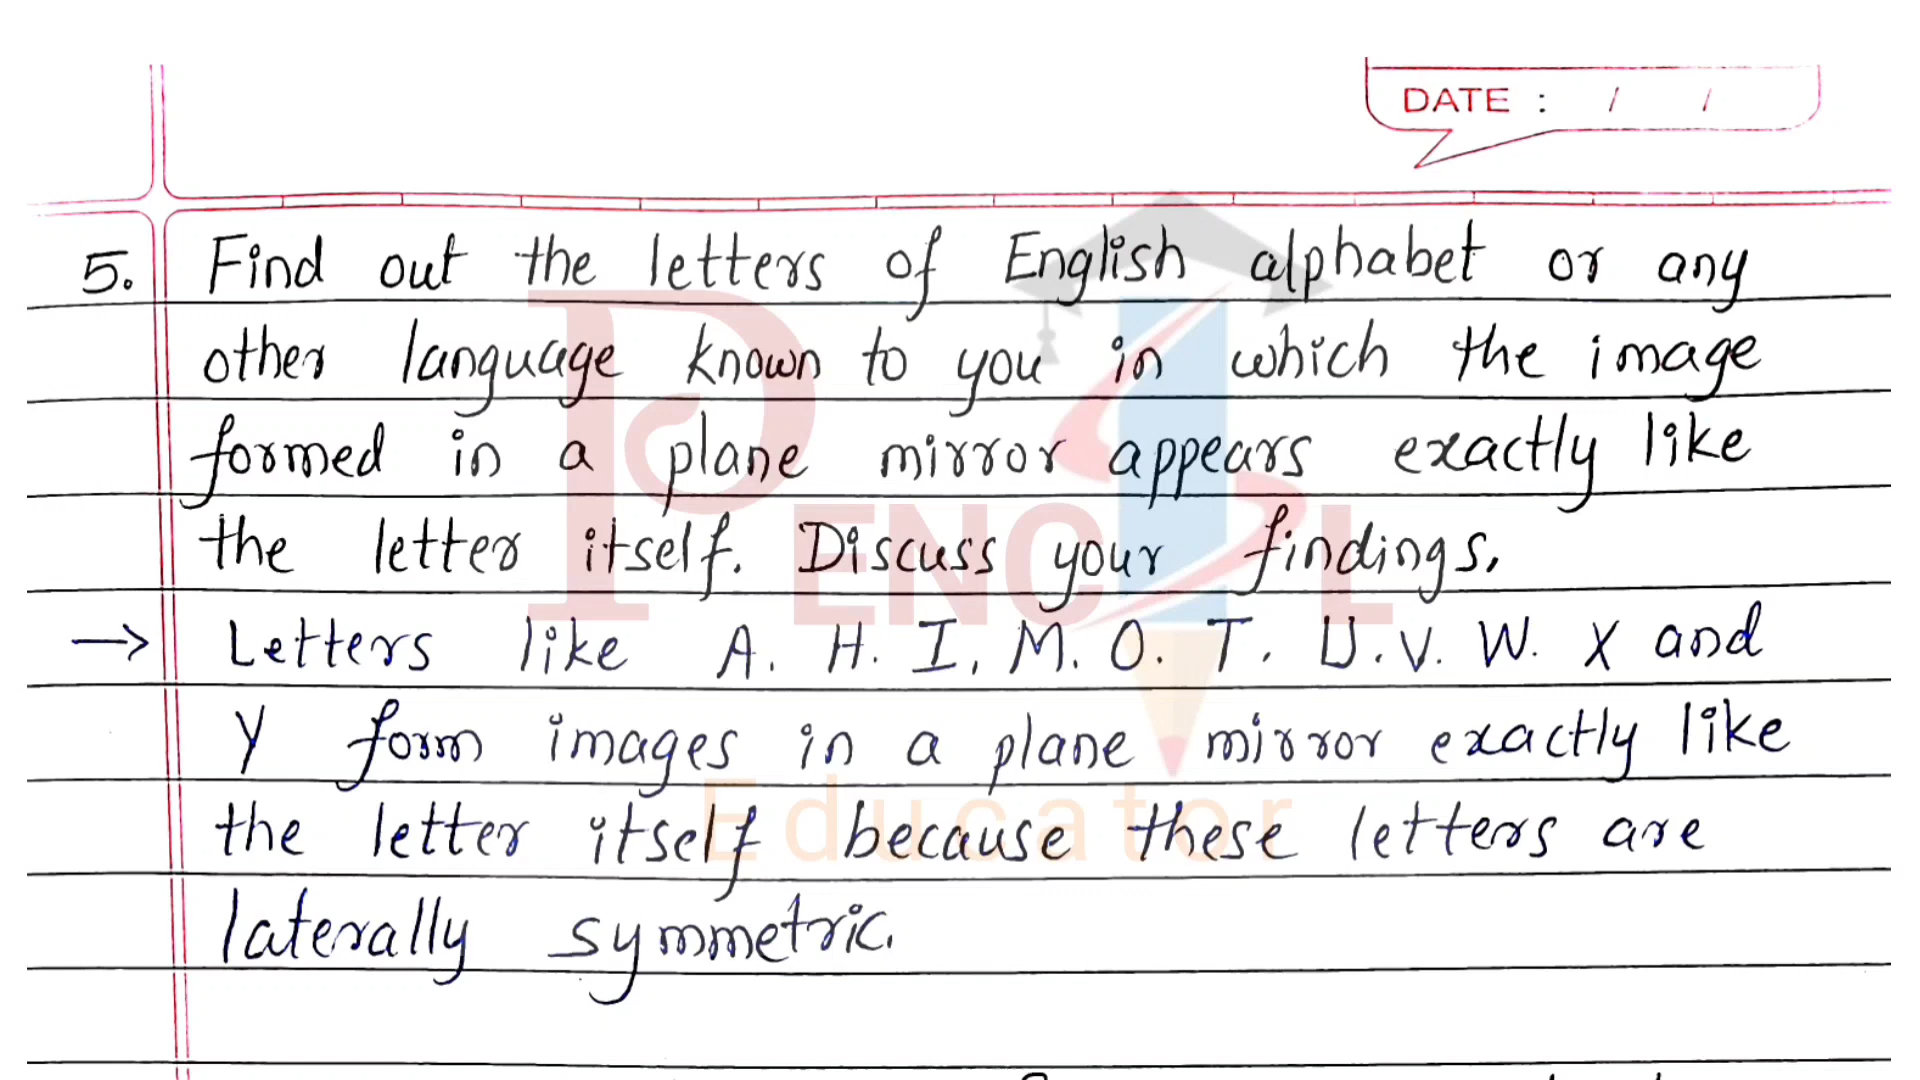 DATE : / /
5. Find out the letters of English alphabet or any
other language known to you in which the image
formed in a plane mirror appears exactly like
the letter itself. Discuss your findings.
→ Letters like A. H. I. M. O. T. U. V. W. X and
Y form images in a plane mirror exactly like
the letter itself because these letters are
laterally symmetric.
PENCIL
Educator